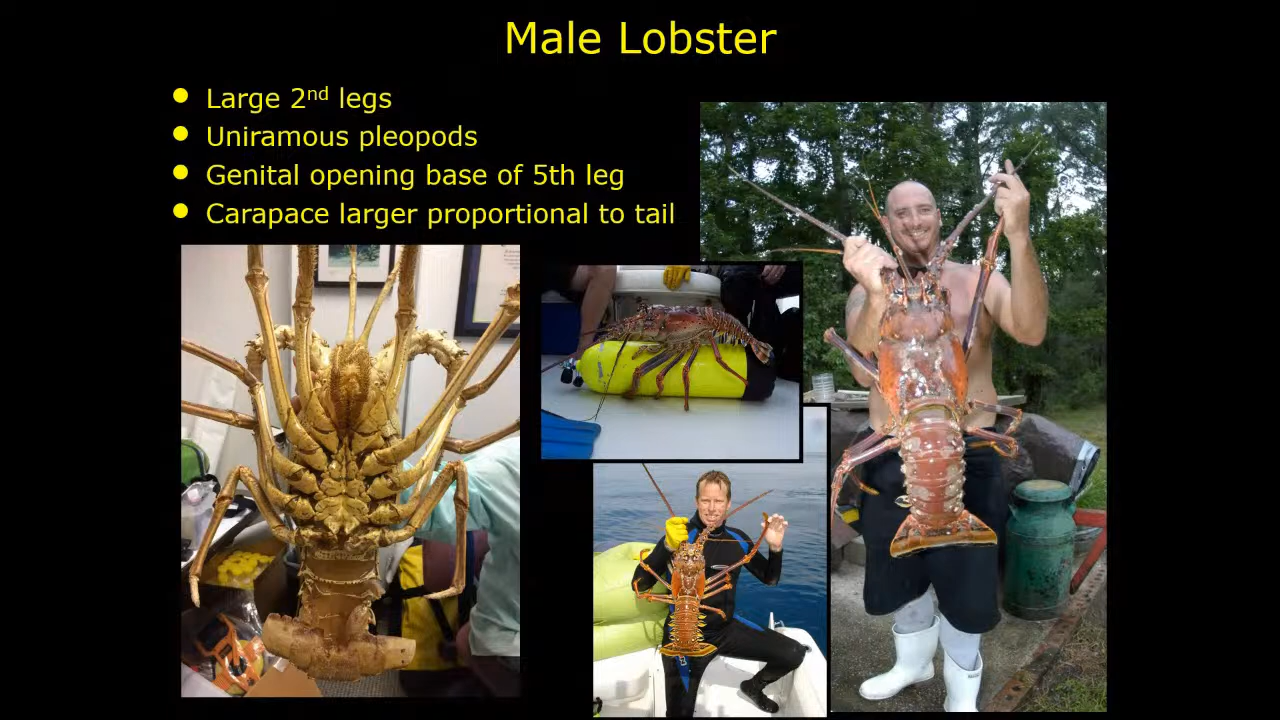 Male Lobster
● Large 2nd legs
● Uniramous pleopods
● Genital opening base of 5th leg
● Carapace larger proportional to tail